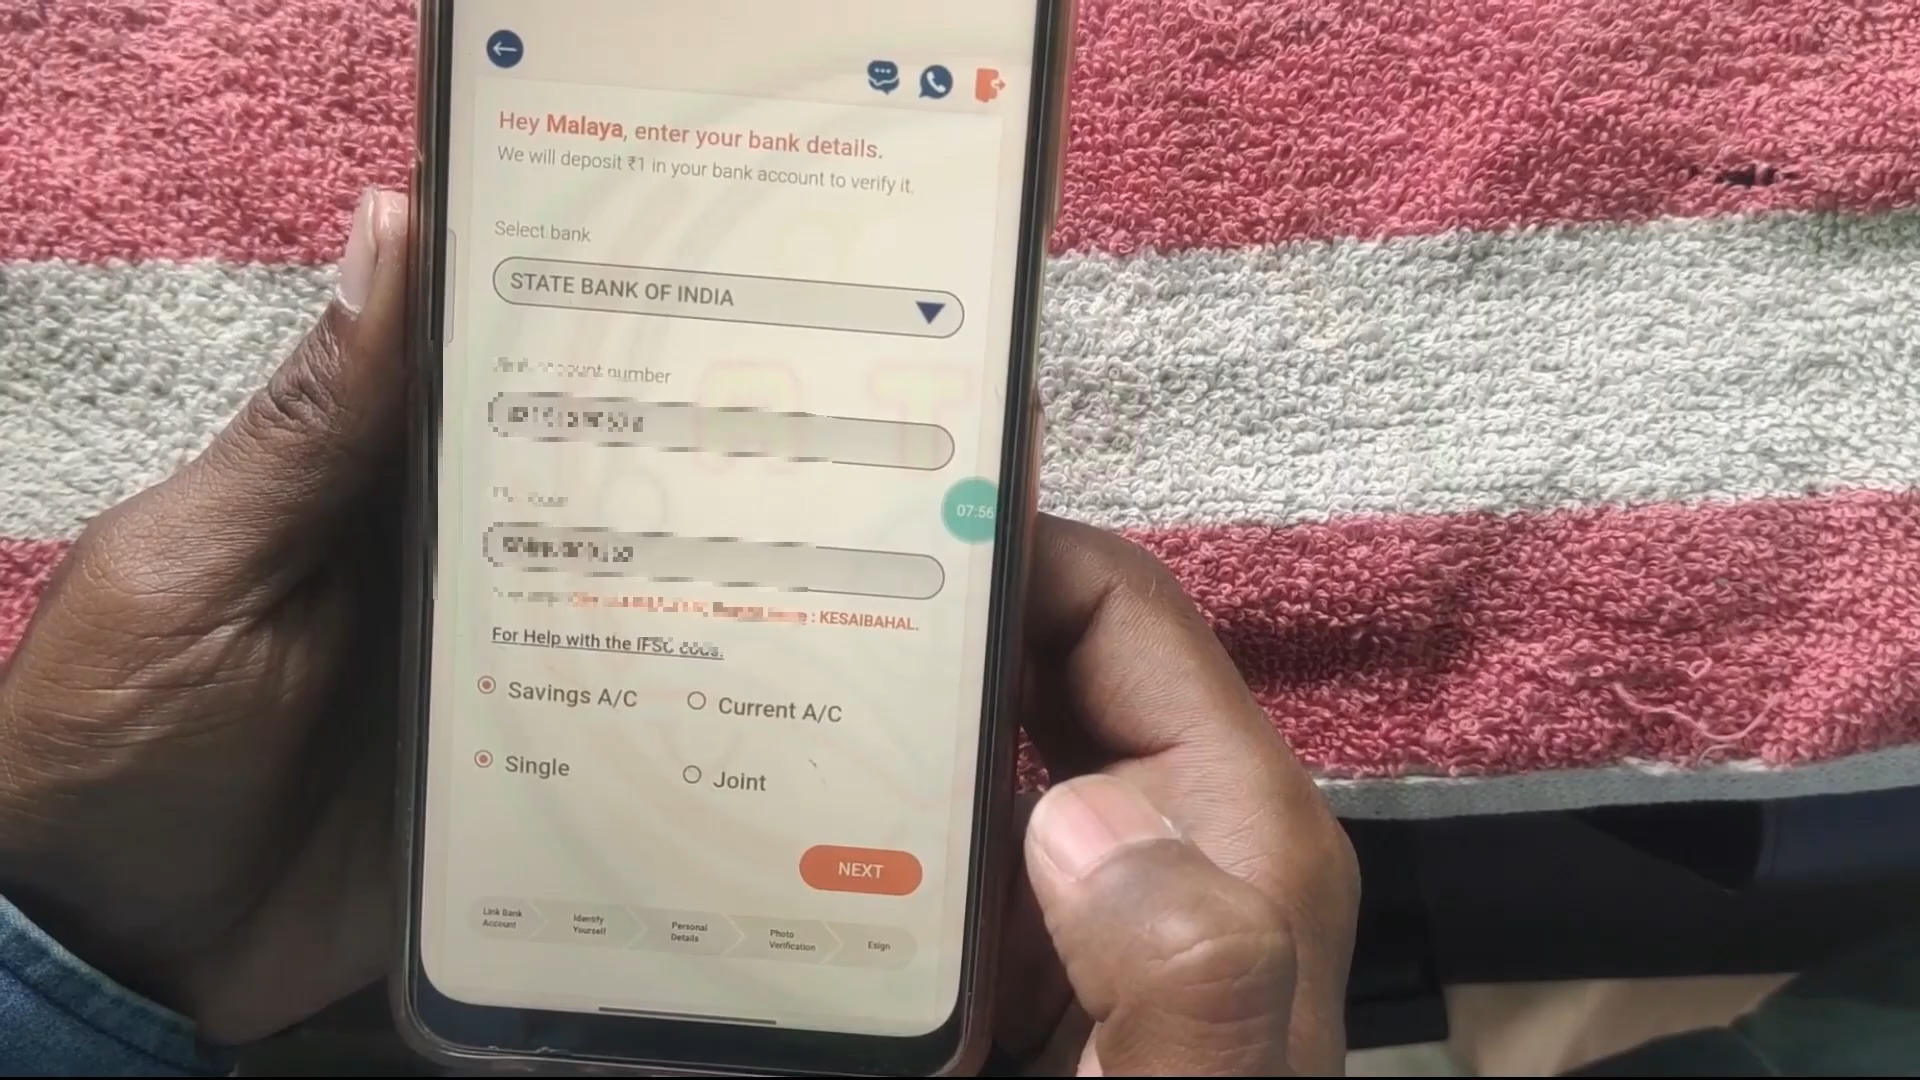 Hey Malaya, enter your bank details.
We will deposit ₹1 in your bank account to verify it.
Select bank
STATE BANK OF INDIA
account number
07:56
: KESAIBAHAL.
For Help with the IFSC code.
Savings A/C
Current A/C
Single
Joint
NEXT
Link Bank
Account
Identify
Yourself
Personal
Details
Photo
Verification
Esign